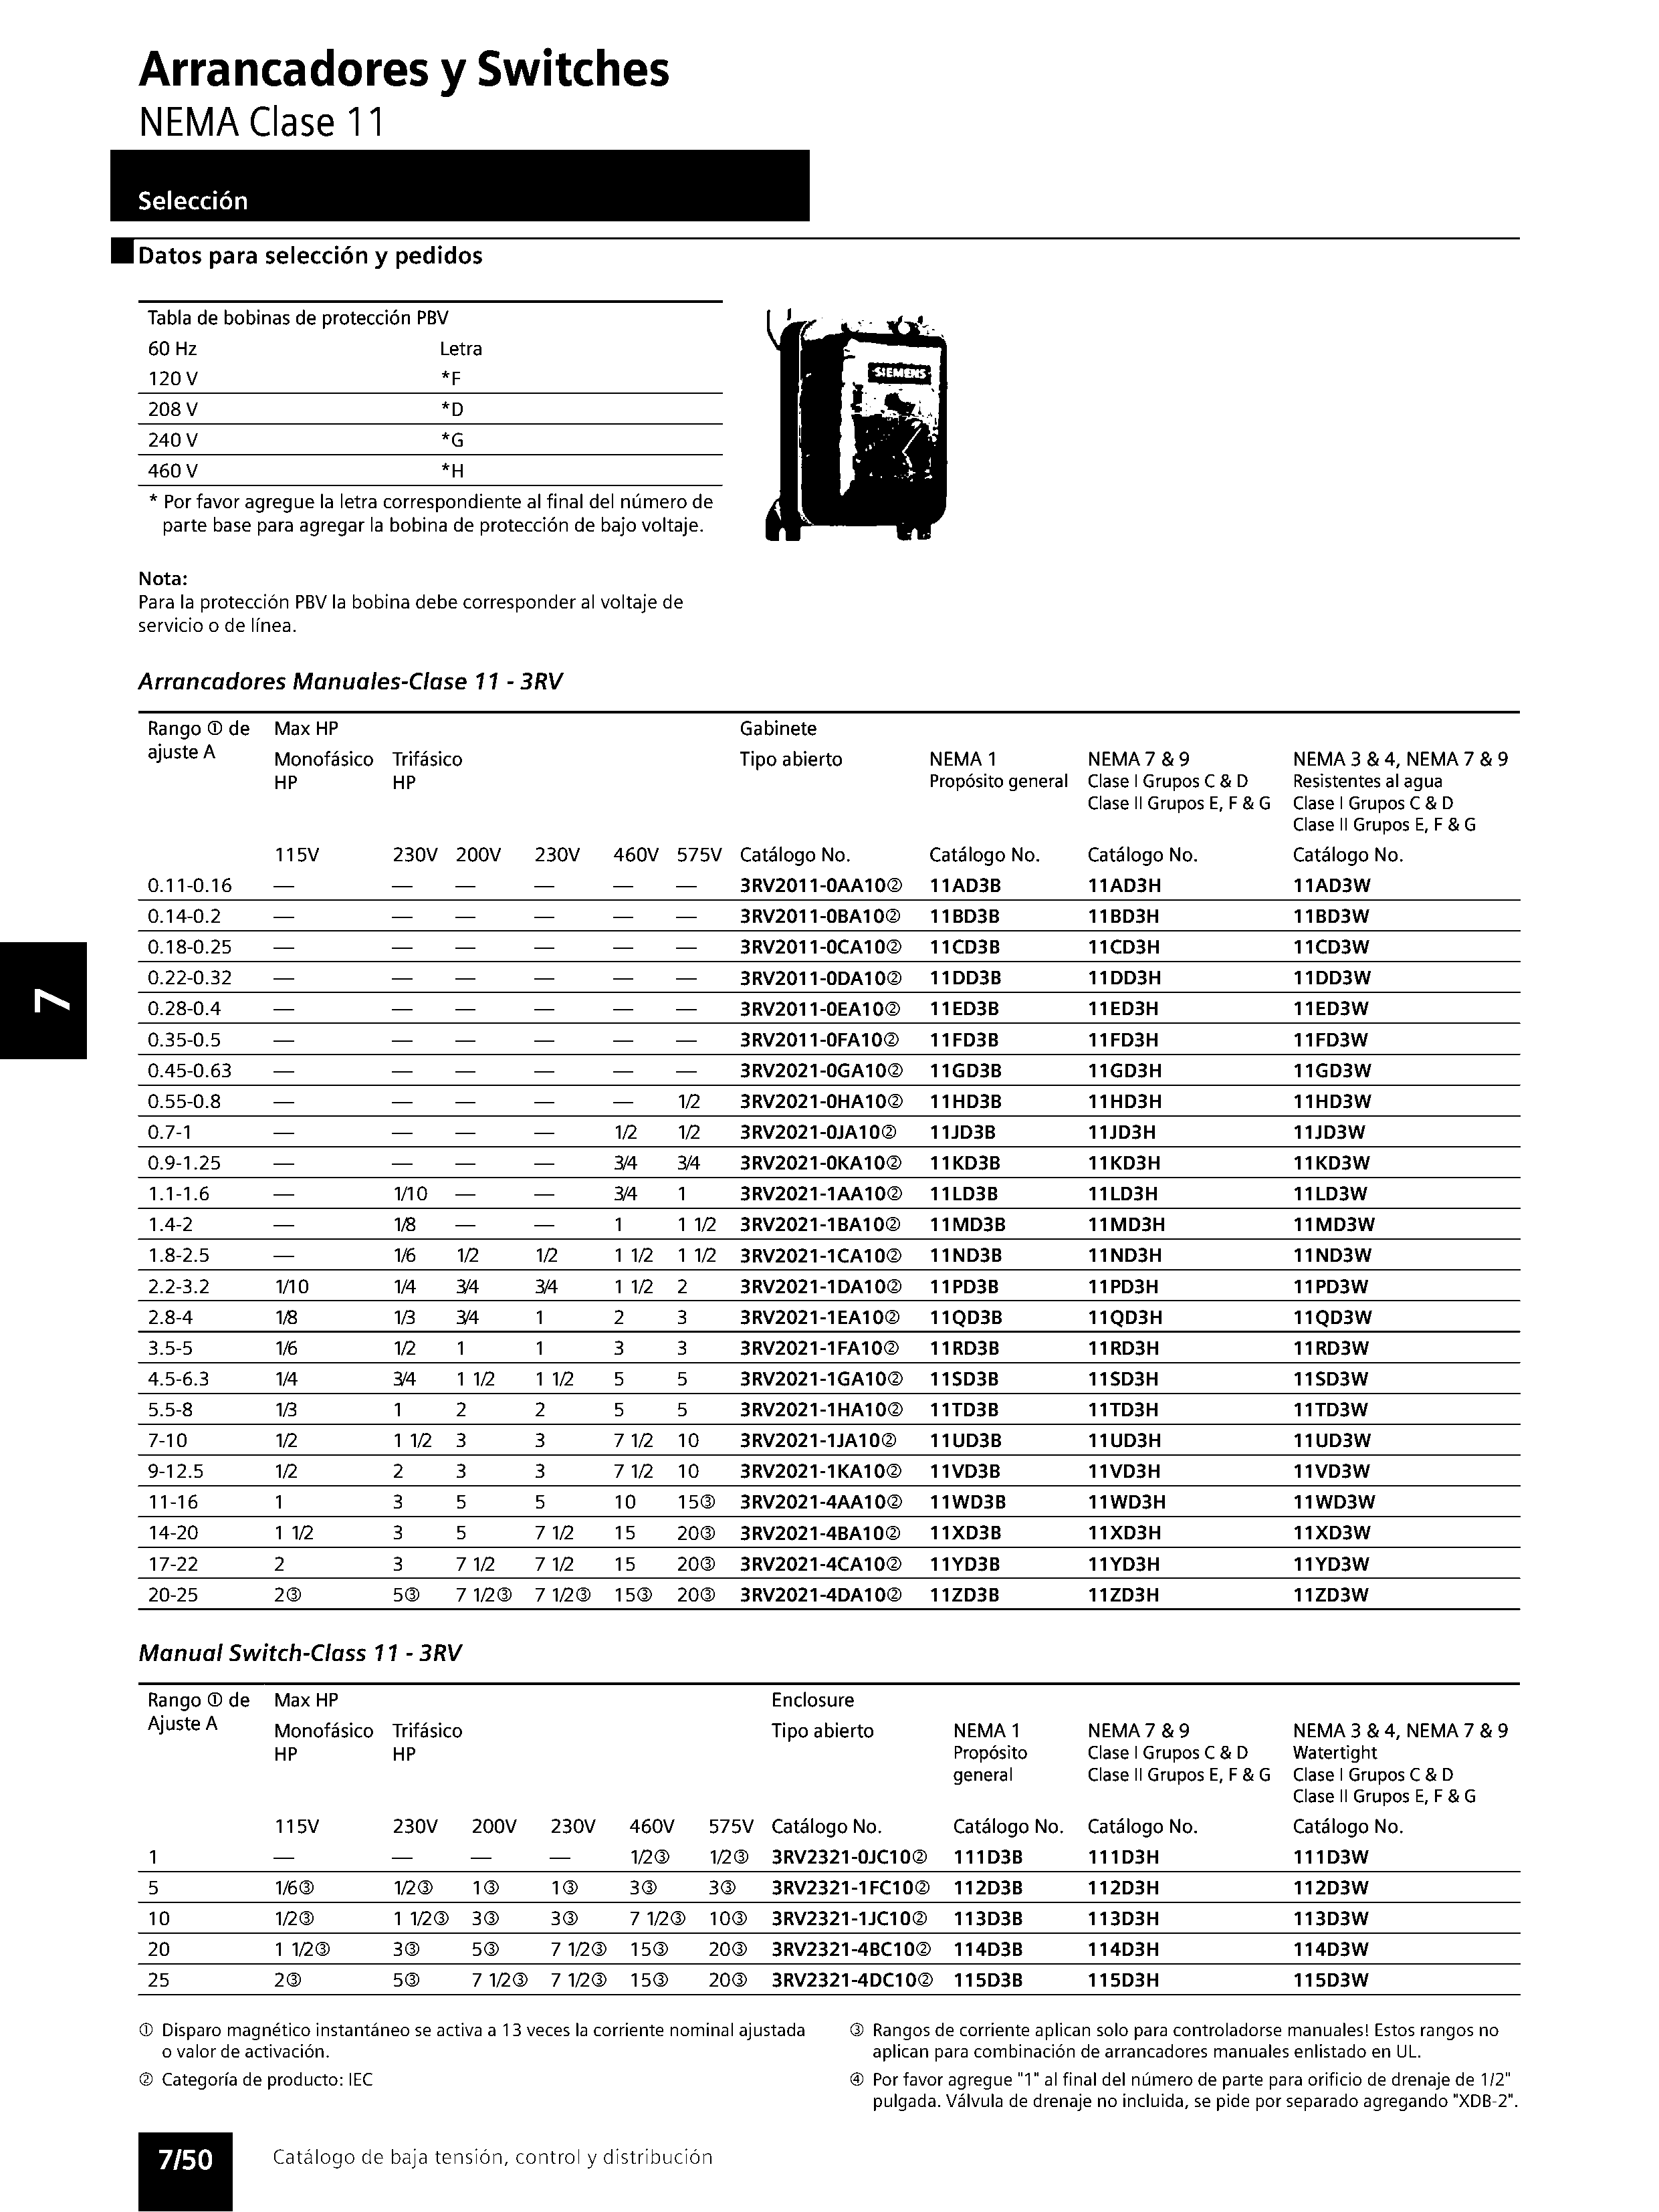 Arrancadores y Switches
NEMA Clase 11
Selección
Datos para selección y pedidos
Tabla de bobinas de protección PBV
60 Hz Letra
120 V *F
208 V *D
240 V *G
460 V *H
* Por favor agregue la letra correspondiente al final del número de
parte base para agregar la bobina de protección de bajo voltaje.
SIEMENS
Nota:
Para la protección PBV la bobina debe corresponder al voltaje de
servicio o de línea.
Arrancadores Manuales-Clase 11 - 3RV
Rango ① de Max HP Gabinete
ajuste A Monofásico Trifásico Tipo abierto NEMA 1 NEMA 7 & 9 NEMA 3 & 4, NEMA 7 & 9
HP HP Propósito general Clase I Grupos C & D Resistentes al agua
Clase II Grupos E, F & G Clase I Grupos C & D
Clase II Grupos E, F & G
115V 230V 200V 230V 460V 575V Catálogo No. Catálogo No. Catálogo No. Catálogo No.
0.11-0.16 — — — — — — 3RV2011-0AA10② 11AD3B 11AD3H 11AD3W
0.14-0.2 — — — — — — 3RV2011-0BA10② 11BD3B 11BD3H 11BD3W
0.18-0.25 — — — — — — 3RV2011-0CA10② 11CD3B 11CD3H 11CD3W
0.22-0.32 — — — — — — 3RV2011-0DA10② 11DD3B 11DD3H 11DD3W
0.28-0.4 — — — — — — 3RV2011-0EA10② 11ED3B 11ED3H 11ED3W
0.35-0.5 — — — — — — 3RV2011-0FA10② 11FD3B 11FD3H 11FD3W
0.45-0.63 — — — — — — 3RV2021-0GA10② 11GD3B 11GD3H 11GD3W
0.55-0.8 — — — — — 1/2 3RV2021-0HA10② 11HD3B 11HD3H 11HD3W
0.7-1 — — — — 1/2 1/2 3RV2021-0JA10② 11JD3B 11JD3H 11JD3W
0.9-1.25 — — — — 3/4 3/4 3RV2021-0KA10② 11KD3B 11KD3H 11KD3W
1.1-1.6 — 1/10 — — 3/4 1 3RV2021-1AA10② 11LD3B 11LD3H 11LD3W
1.4-2 — 1/8 — — 1 1 1/2 3RV2021-1BA10② 11MD3B 11MD3H 11MD3W
1.8-2.5 — 1/6 1/2 1/2 1 1/2 1 1/2 3RV2021-1CA10② 11ND3B 11ND3H 11ND3W
2.2-3.2 1/10 1/4 3/4 3/4 1 1/2 2 3RV2021-1DA10② 11PD3B 11PD3H 11PD3W
2.8-4 1/8 1/3 3/4 1 2 3 3RV2021-1EA10② 11QD3B 11QD3H 11QD3W
3.5-5 1/6 1/2 1 1 3 3 3RV2021-1FA10② 11RD3B 11RD3H 11RD3W
4.5-6.3 1/4 3/4 1 1/2 1 1/2 5 5 3RV2021-1GA10② 11SD3B 11SD3H 11SD3W
5.5-8 1/3 1 2 2 5 5 3RV2021-1HA10② 11TD3B 11TD3H 11TD3W
7-10 1/2 1 1/2 3 3 7 1/2 10 3RV2021-1JA10② 11UD3B 11UD3H 11UD3W
9-12.5 1/2 2 3 3 7 1/2 10 3RV2021-1KA10② 11VD3B 11VD3H 11VD3W
11-16 1 3 5 5 10 15③ 3RV2021-4AA10② 11WD3B 11WD3H 11WD3W
14-20 1 1/2 3 5 7 1/2 15 20③ 3RV2021-4BA10② 11XD3B 11XD3H 11XD3W
17-22 2 3 7 1/2 7 1/2 15 20③ 3RV2021-4CA10② 11YD3B 11YD3H 11YD3W
20-25 2③ 5③ 7 1/2③ 7 1/2③ 15③ 20③ 3RV2021-4DA10② 11ZD3B 11ZD3H 11ZD3W
7
Manual Switch-Class 11 - 3RV
Rango ① de Max HP Enclosure
Ajuste A Monofásico Trifásico Tipo abierto NEMA 1 NEMA 7 & 9 NEMA 3 & 4, NEMA 7 & 9
HP HP Propósito Clase I Grupos C & D Watertight
general Clase II Grupos E, F & G Clase I Grupos C & D
Clase II Grupos E, F & G
115V 230V 200V 230V 460V 575V Catálogo No. Catálogo No. Catálogo No. Catálogo No.
1 — — — — 1/2③ 1/2③ 3RV2321-0JC10② 111D3B 111D3H 111D3W
5 1/6③ 1/2③ 1③ 1③ 3③ 3③ 3RV2321-1FC10② 112D3B 112D3H 112D3W
10 1/2③ 1 1/2③ 3③ 3③ 7 1/2③ 10③ 3RV2321-1JC10② 113D3B 113D3H 113D3W
20 1 1/2③ 3③ 5③ 7 1/2③ 15③ 20③ 3RV2321-4BC10② 114D3B 114D3H 114D3W
25 2③ 5③ 7 1/2③ 7 1/2③ 15③ 20③ 3RV2321-4DC10② 115D3B 115D3H 115D3W
① Disparo magnético instantáneo se activa a 13 veces la corriente nominal ajustada
o valor de activación.
② Categoría de producto: IEC
③ Rangos de corriente aplican solo para controladorse manuales! Estos rangos no
aplican para combinación de arrancadores manuales enlistado en UL.
④ Por favor agregue "1" al final del número de parte para orificio de drenaje de 1/2"
pulgada. Válvula de drenaje no incluida, se pide por separado agregando "XDB-2".
7/50 Catálogo de baja tensión, control y distribución